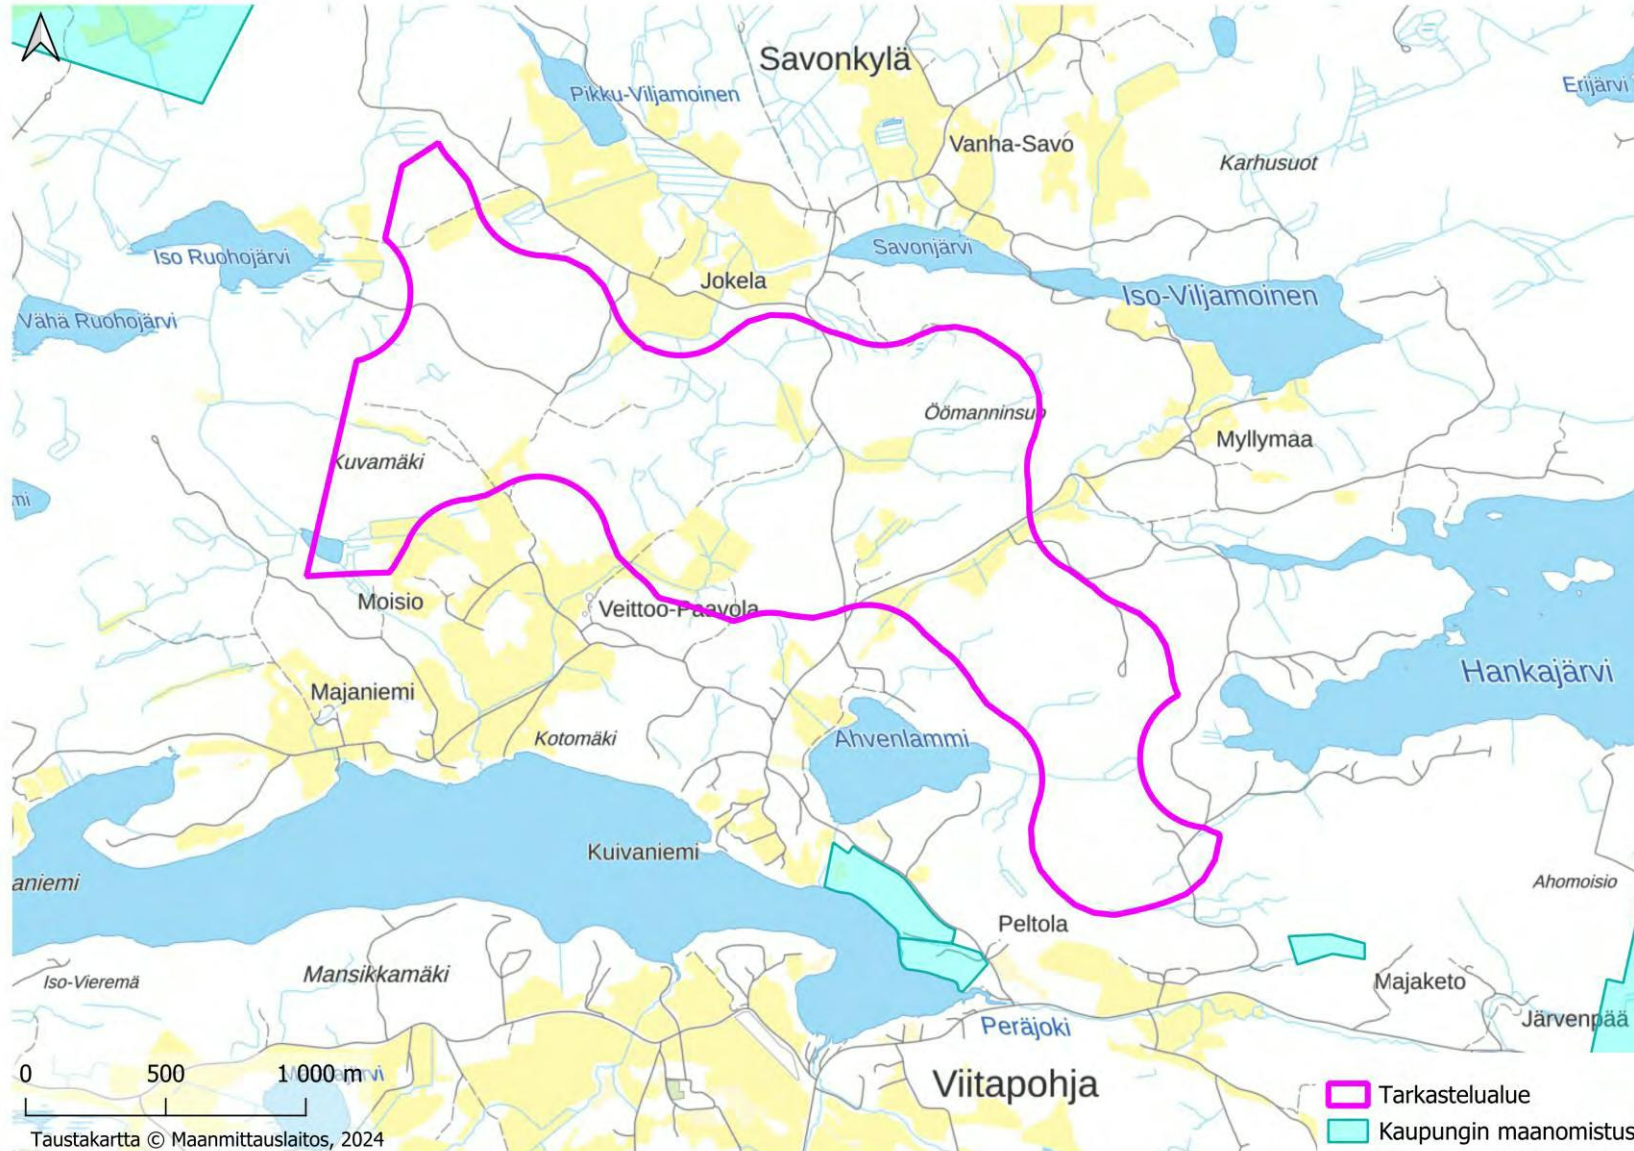 Savonkylä
Erijärvi
Pikku-Viljamoinen
Vanha-Savo
Karhusuot
Savonjärvi
Iso Ruohojärvi
Jokela
Iso-Viljamoinen
Vähä Ruohojärvi
Öömanninsuo
Myllymaa
Kuvamäki
mi
Moisio
Veittoo-Paavola
Hankajärvi
Majaniemi
Kotomäki
Ahvenlammi
Kuivaniemi
aniemi
Ahomoisio
Peltola
Mansikkamäki
Iso-Vieremä
Majaketo
Järvenpää
Peräjoki
0 500 1 000 m
Viitapohja
Tarkastelualue
Kaupungin maanomistus
Taustakartta © Maanmittauslaitos, 2024